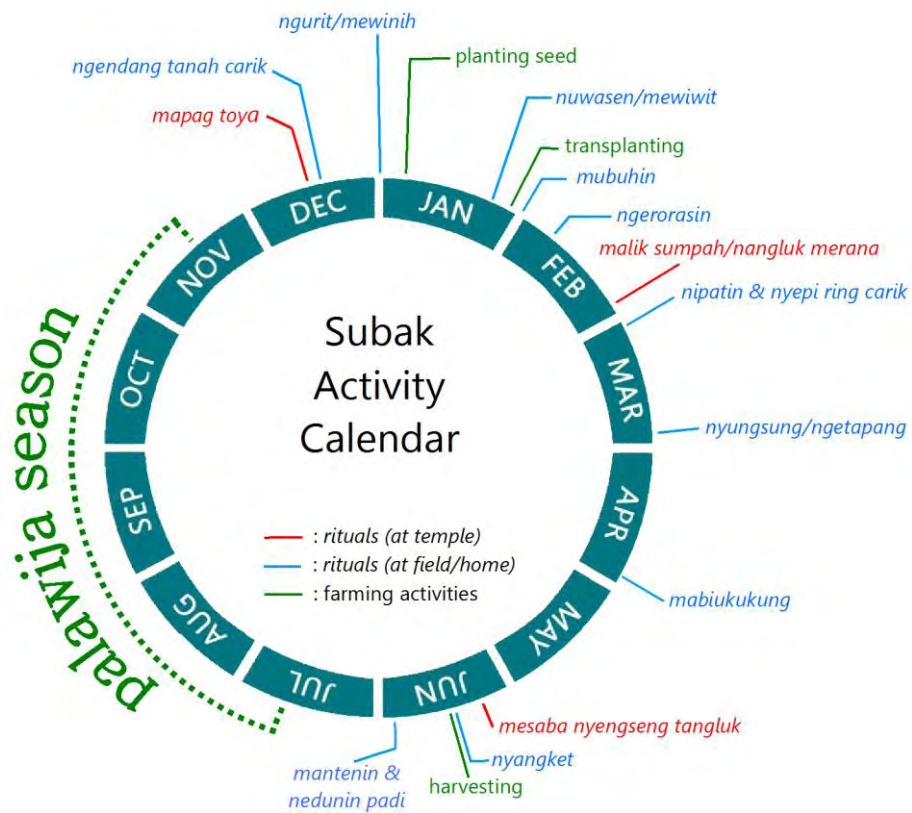 ngurit/mewinih
planting seed
ngendang tanah carik
nuwasen/mewiwit
mapag toya
transplanting
mubuhin
ngerorasin
malik sumpah/nangluk merana
nipatin & nyepi ring carik
nyungsung/ngetapang
mabiukukung
mesaba nyengseng tangluk
nyangket
harvesting
mantenin &
nedunin padi
palawija season
JAN
FEB
MAR
APR
MAY
JUN
JUL
AUG
SEP
OCT
NOV
DEC
Subak
Activity
Calendar
: rituals (at temple)
: rituals (at field/home)
: farming activities